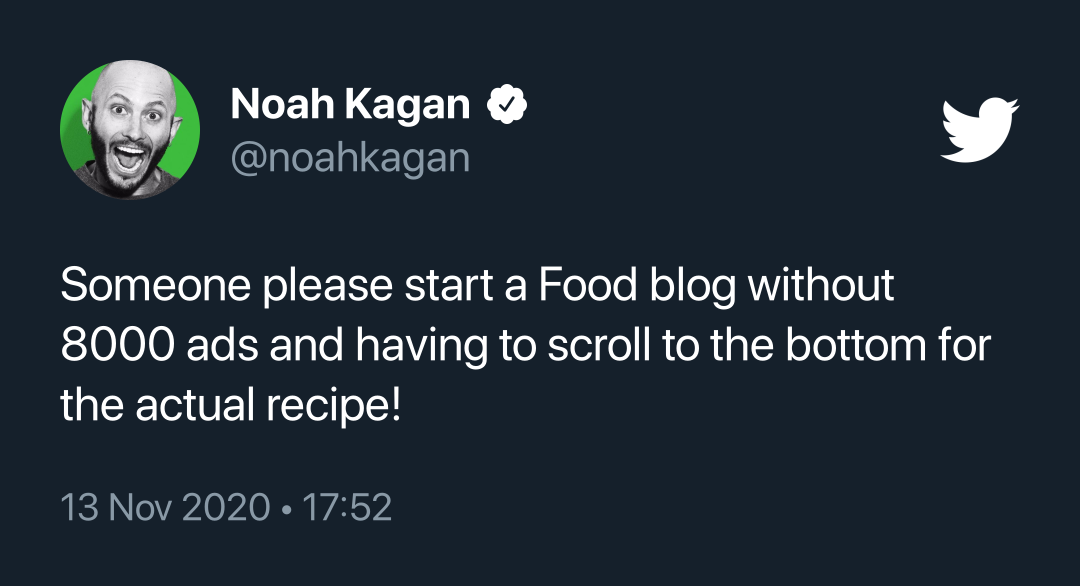 Noah Kagan
@noahkagan
Someone please start a Food blog without
8000 ads and having to scroll to the bottom for
the actual recipe!
13 Nov 2020 • 17:52